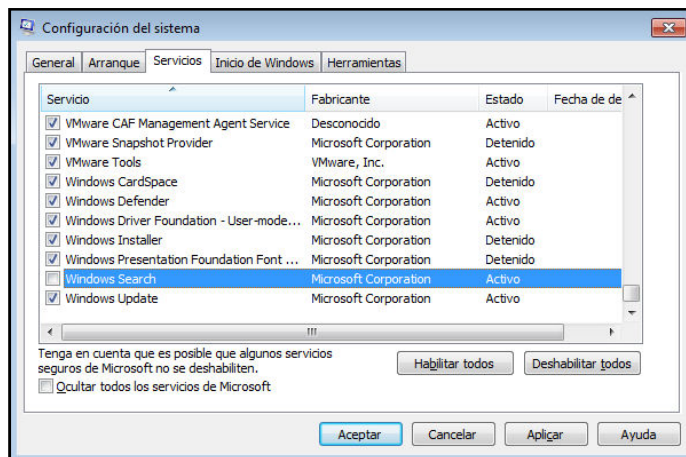 Configuración del sistema
General Arranque Servicios Inicio de Windows Herramientas
Servicio Fabricante Estado Fecha de de
VMware CAF Management Agent Service Desconocido Activo
VMware Snapshot Provider Microsoft Corporation Detenido
VMware Tools VMware, Inc. Activo
Windows CardSpace Microsoft Corporation Detenido
Windows Defender Microsoft Corporation Activo
Windows Driver Foundation - User-mode... Microsoft Corporation Activo
Windows Installer Microsoft Corporation Detenido
Windows Presentation Foundation Font ... Microsoft Corporation Detenido
Windows Search Microsoft Corporation Activo
Windows Update Microsoft Corporation Activo
Tenga en cuenta que es posible que algunos servicios
seguros de Microsoft no se deshabiliten.
Habilitar todos Deshabilitar todos
Ocultar todos los servicios de Microsoft
Aceptar Cancelar Aplicar Ayuda